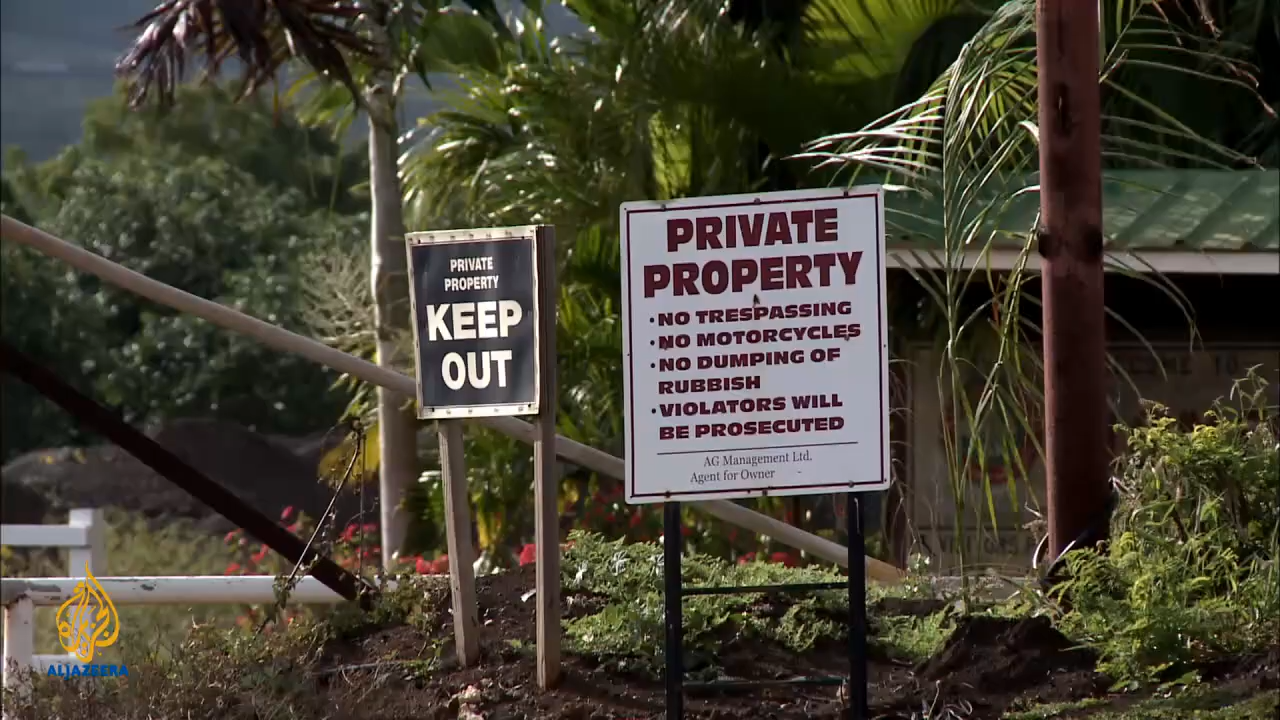 PRIVATE
PROPERTY
KEEP
OUT
PRIVATE
PROPERTY
·NO TRESPASSING
·NO MOTORCYCLES
·NO DUMPING OF
RUBBISH
·VIOLATORS WILL
BE PROSECUTED
AG Management Ltd.
Agent for Owner
TO
ALJAZEERA